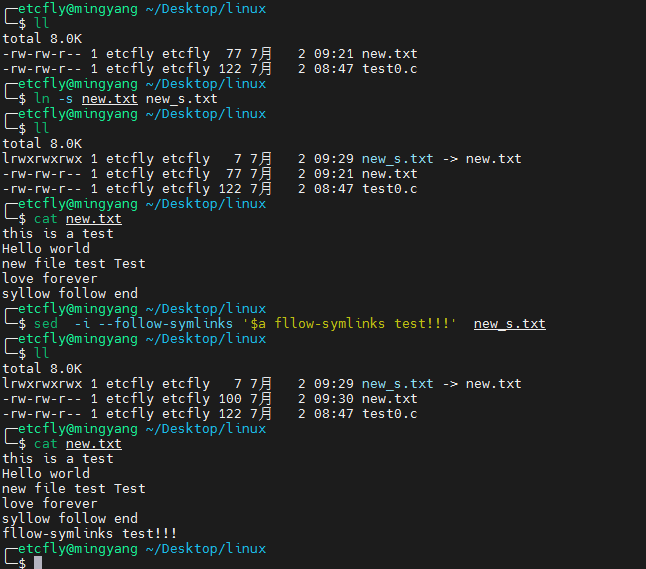 ╭─etcfly@mingyang ~/Desktop/linux
╰─$ ll
total 8.0K
-rw-rw-r-- 1 etcfly etcfly  77 7月   2 09:21 new.txt
-rw-rw-r-- 1 etcfly etcfly 122 7月   2 08:47 test0.c
╭─etcfly@mingyang ~/Desktop/linux
╰─$ ln -s new.txt new_s.txt
╭─etcfly@mingyang ~/Desktop/linux
╰─$ ll
total 8.0K
lrwxrwxrwx 1 etcfly etcfly   7 7月   2 09:29 new_s.txt -> new.txt
-rw-rw-r-- 1 etcfly etcfly  77 7月   2 09:21 new.txt
-rw-rw-r-- 1 etcfly etcfly 122 7月   2 08:47 test0.c
╭─etcfly@mingyang ~/Desktop/linux
╰─$ cat new.txt
this is a test
Hello world
new file test Test
love forever
syllow follow end
╭─etcfly@mingyang ~/Desktop/linux
╰─$ sed  -i --follow-symlinks '$a fllow-symlinks test!!!'  new_s.txt
╭─etcfly@mingyang ~/Desktop/linux
╰─$ ll
total 8.0K
lrwxrwxrwx 1 etcfly etcfly   7 7月   2 09:29 new_s.txt -> new.txt
-rw-rw-r-- 1 etcfly etcfly 100 7月   2 09:30 new.txt
-rw-rw-r-- 1 etcfly etcfly 122 7月   2 08:47 test0.c
╭─etcfly@mingyang ~/Desktop/linux
╰─$ cat new.txt
this is a test
Hello world
new file test Test
love forever
syllow follow end
fllow-symlinks test!!!
╭─etcfly@mingyang ~/Desktop/linux
╰─$